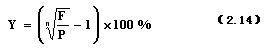 Y = (ⁿ√(F/P) − 1) × 100 % (2.14)